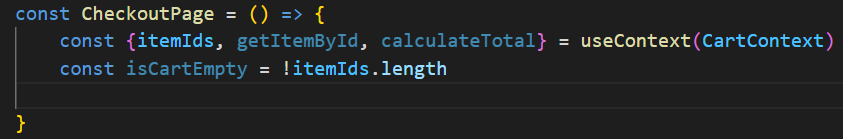 const CheckoutPage = () => {
const {itemIds, getItemById, calculateTotal} = useContext(CartContext)
const isCartEmpty = !itemIds.length
}